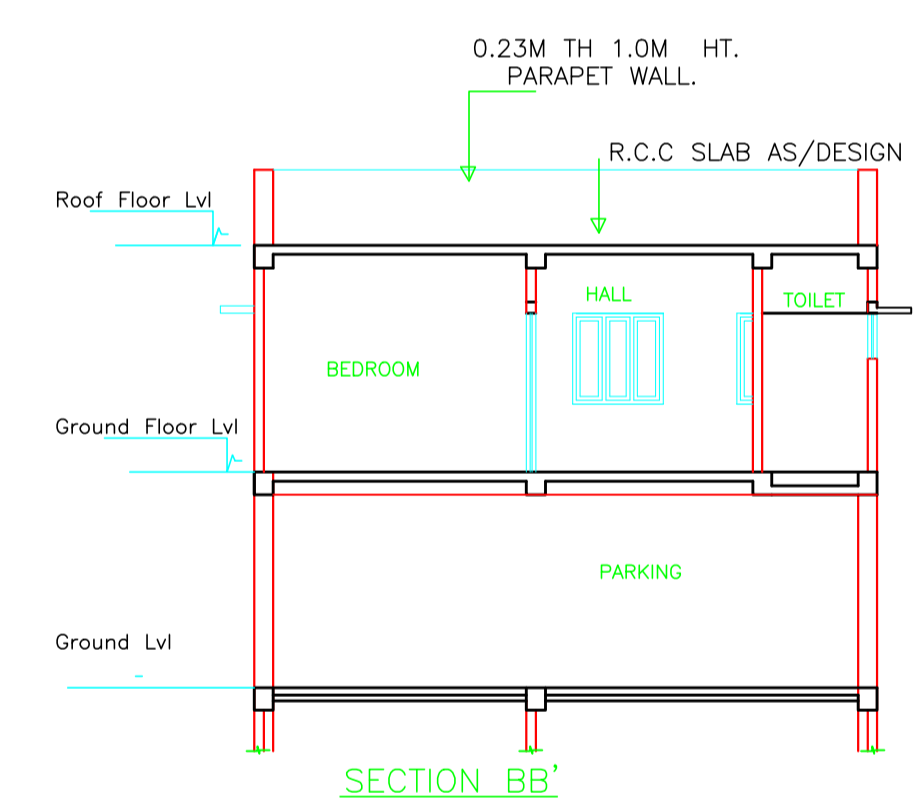 0.23M TH 1.0M HT.
PARAPET WALL.
R.C.C SLAB AS/DESIGN
Roof Floor Lvl
HALL
TOILET
BEDROOM
Ground Floor Lvl
PARKING
Ground Lvl
SECTION BB'